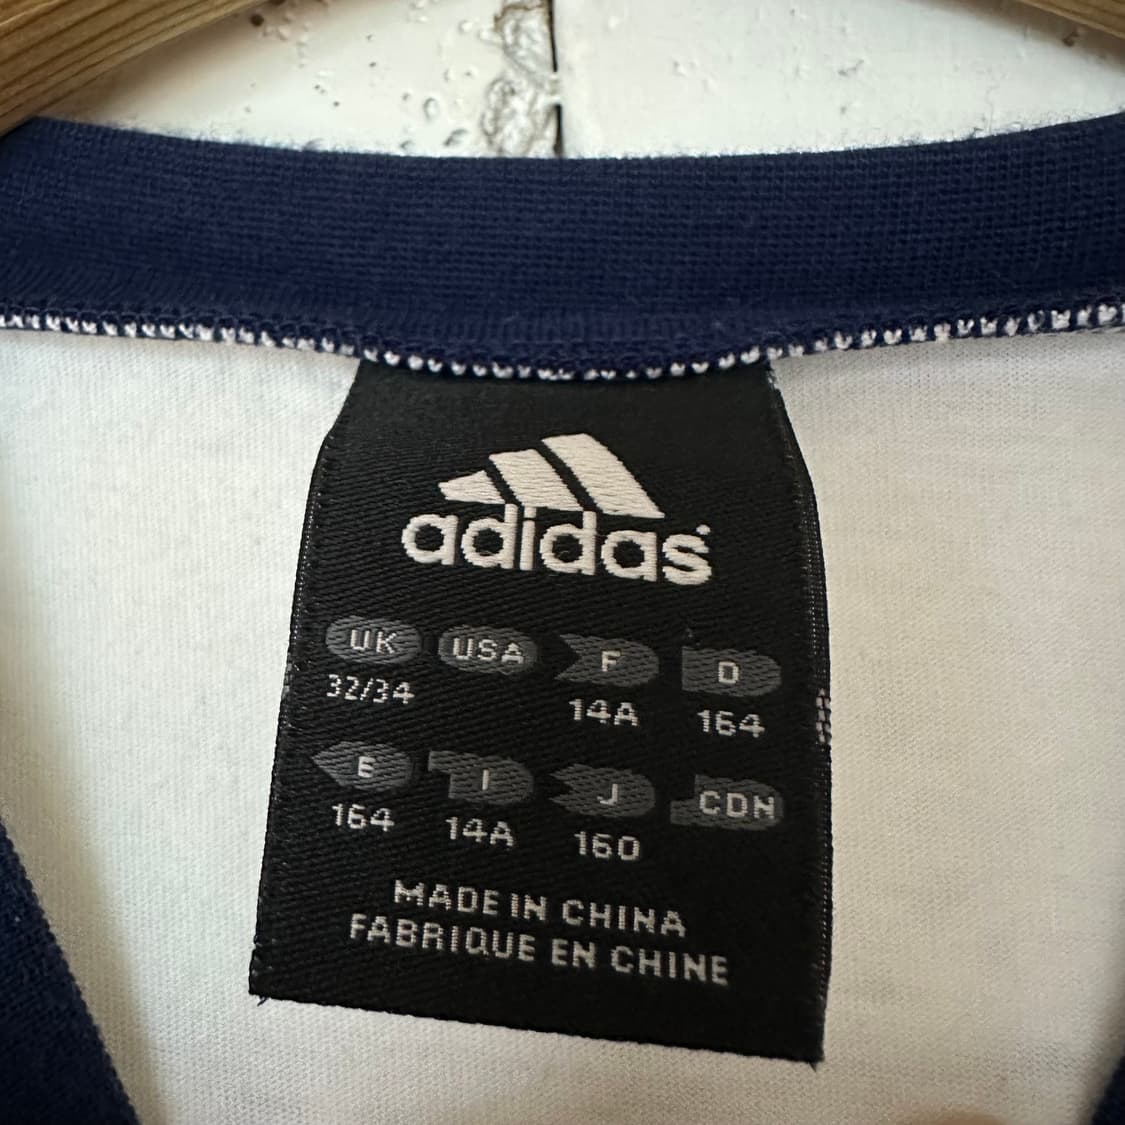 adidas
UK USA F D
32/34 14A 164
E I J CDN
164 14A 160
MADE IN CHINA
FABRIQUE EN CHINE